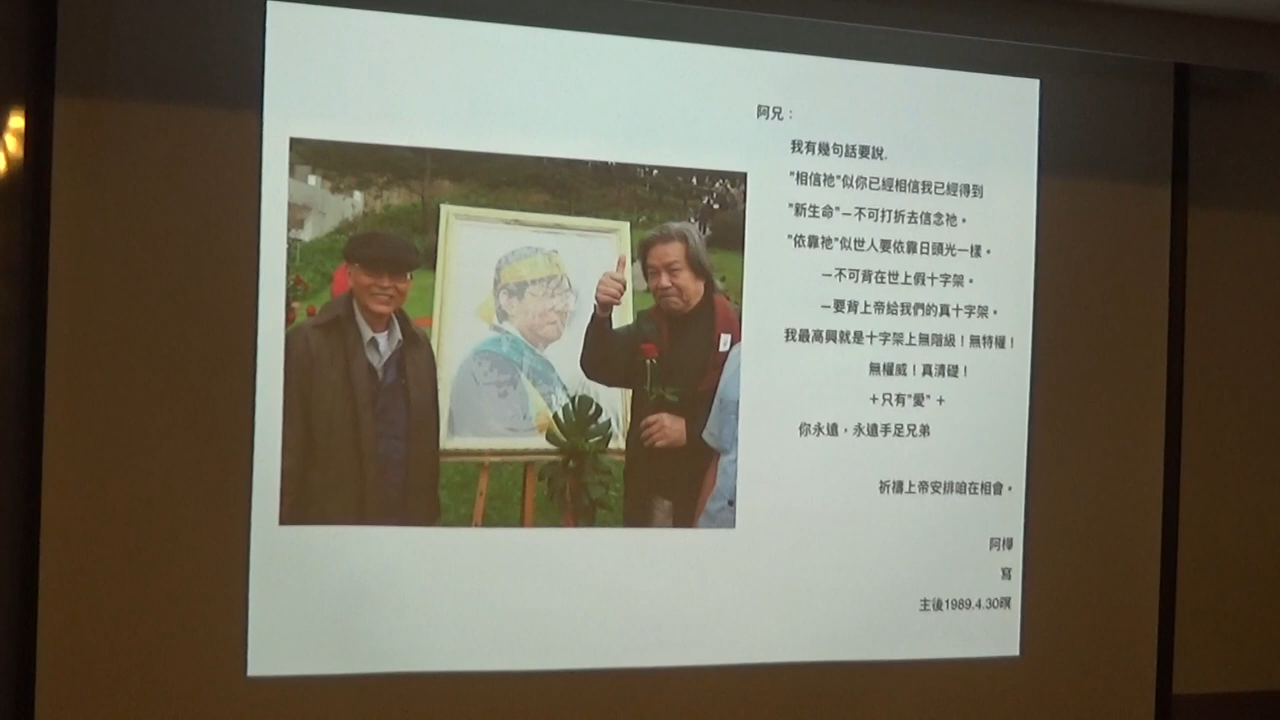 阿兄：
我有幾句話要說.
"相信祂"似你已經相信我已經得到
"新生命"－不可打折去信念祂。
"依靠祂"似世人要依靠日頭光一樣。
－不可背在世上假十字架。
－要背上帝給我們的真十字架。
我最高興就是十字架上無階級！無特權！
無權威！真清礎！
＋只有"愛"＋
你永遠，永遠手足兄弟
祈禱上帝安排咱在相會。
阿樺
寫
主後1989.4.30暝